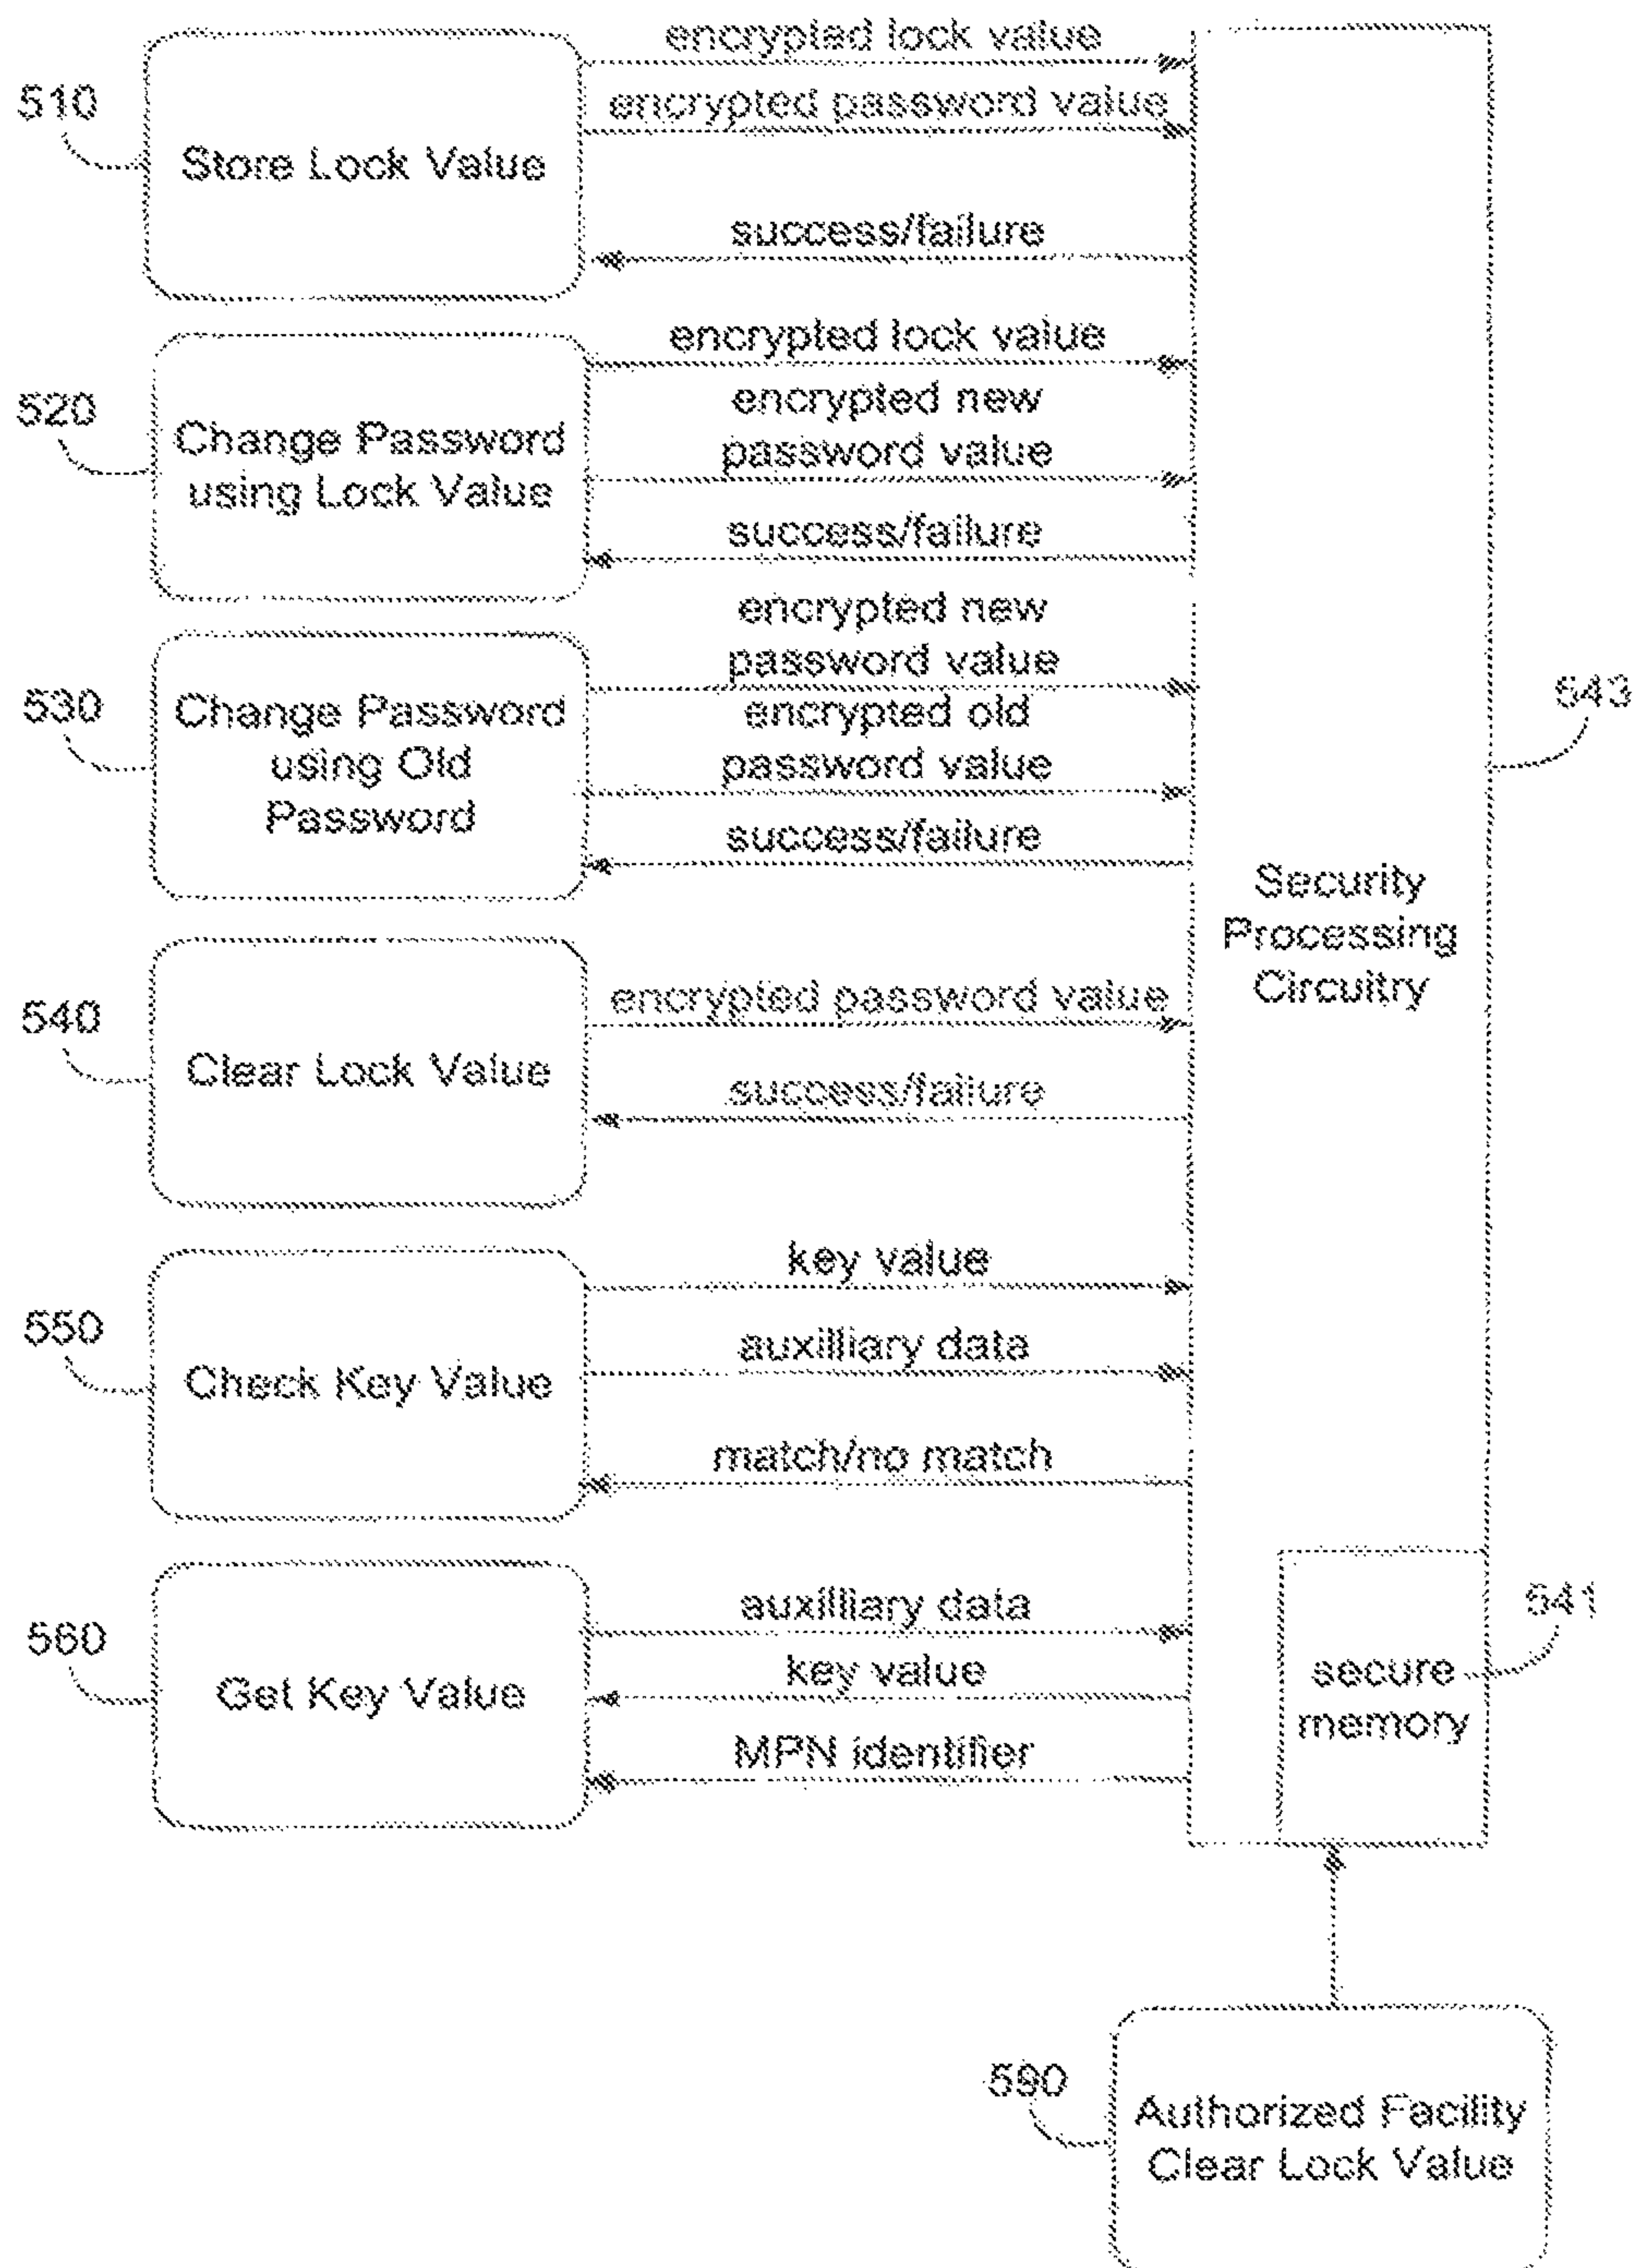 encrypted lock value
510
encrypted password value
Store Lock Value
success/failure
encrypted lock value
520
encrypted new
password value
Change Password
using Lock Value
success/failure
encrypted new
password value
530
Change Password
using Old
Password
encrypted old
password value
success/failure
543
Security
Processing
Circuitry
540
encrypted password value
Clear Lock Value
success/failure
key value
550
auxilliary data
Check Key Value
match/no match
560
auxilliary data
Get Key Value
key value
MPN identifier
541
secure
memory
590
Authorized Facility
Clear Lock Value